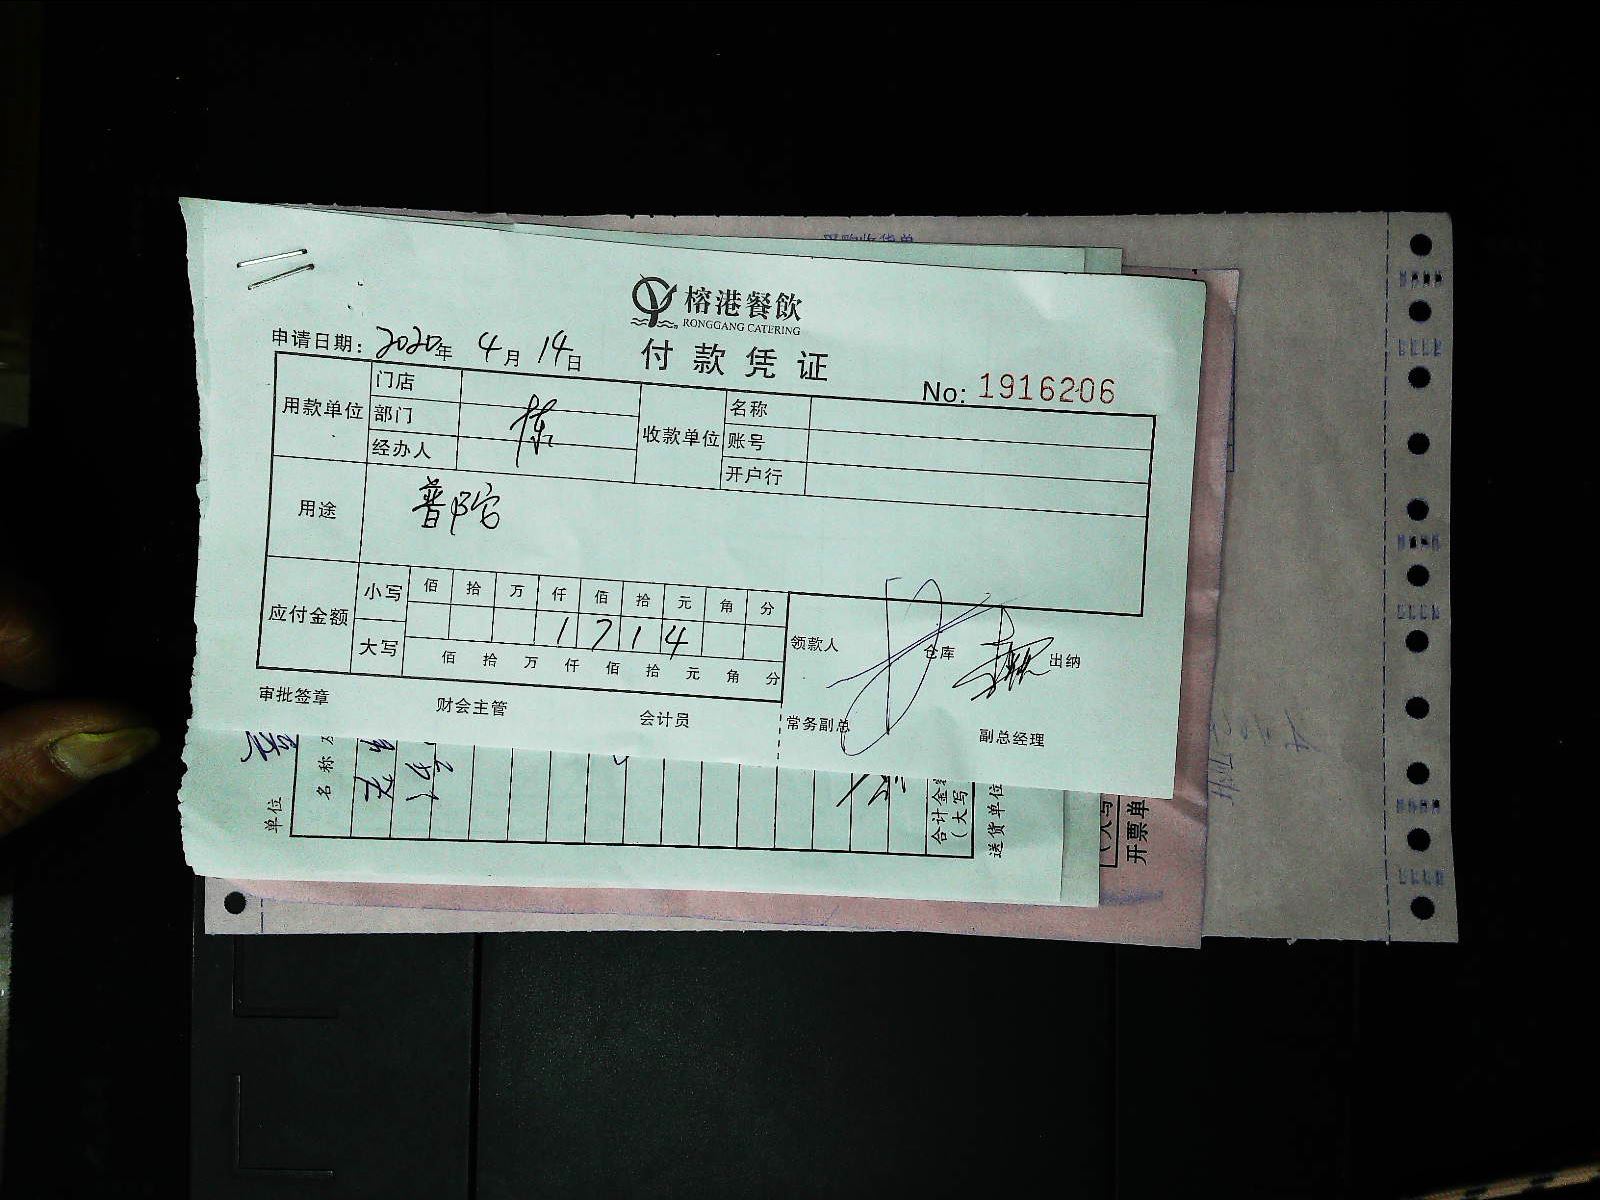 榕港餐飲
RONGGANG CATERING
付款凭证
申请日期：2020年 4月 14日
No: 1916206
用款单位 门店 收款单位 名称
部门 账号
经办人 开户行
用途 普陀
应付金额 小写 佰 拾 万 仟 佰 拾 元 角 分
1 7 1 4
大写 佰 拾 万 仟 佰 拾 元 角 分
领款人 仓库 出纳
审批签章 财会主管 会计员 常务副总 副总经理
单位
名称
合计金
（大写
送货单位
开票单